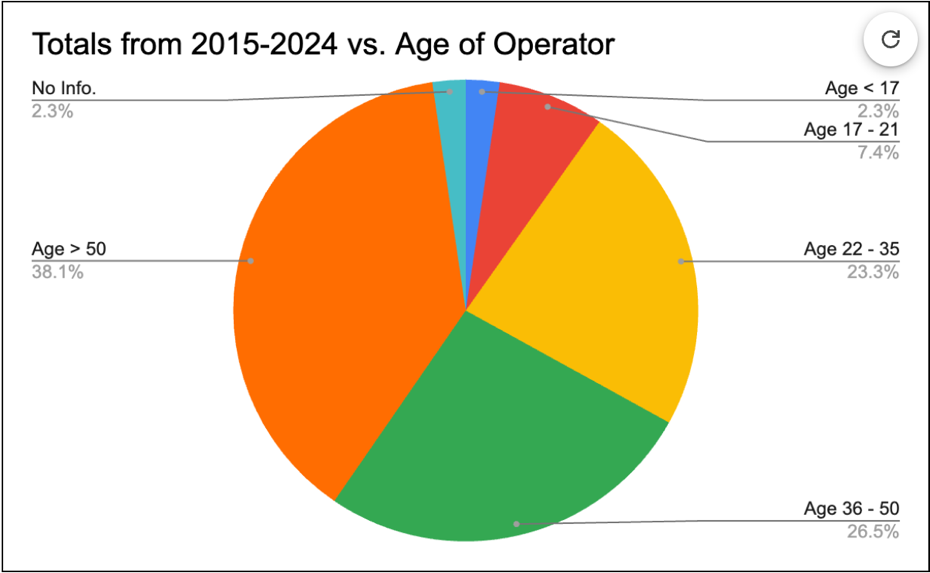 Totals from 2015-2024 vs. Age of Operator
No Info.
2.3%
Age < 17
2.3%
Age 17 - 21
7.4%
Age > 50
38.1%
Age 22 - 35
23.3%
Age 36 - 50
26.5%